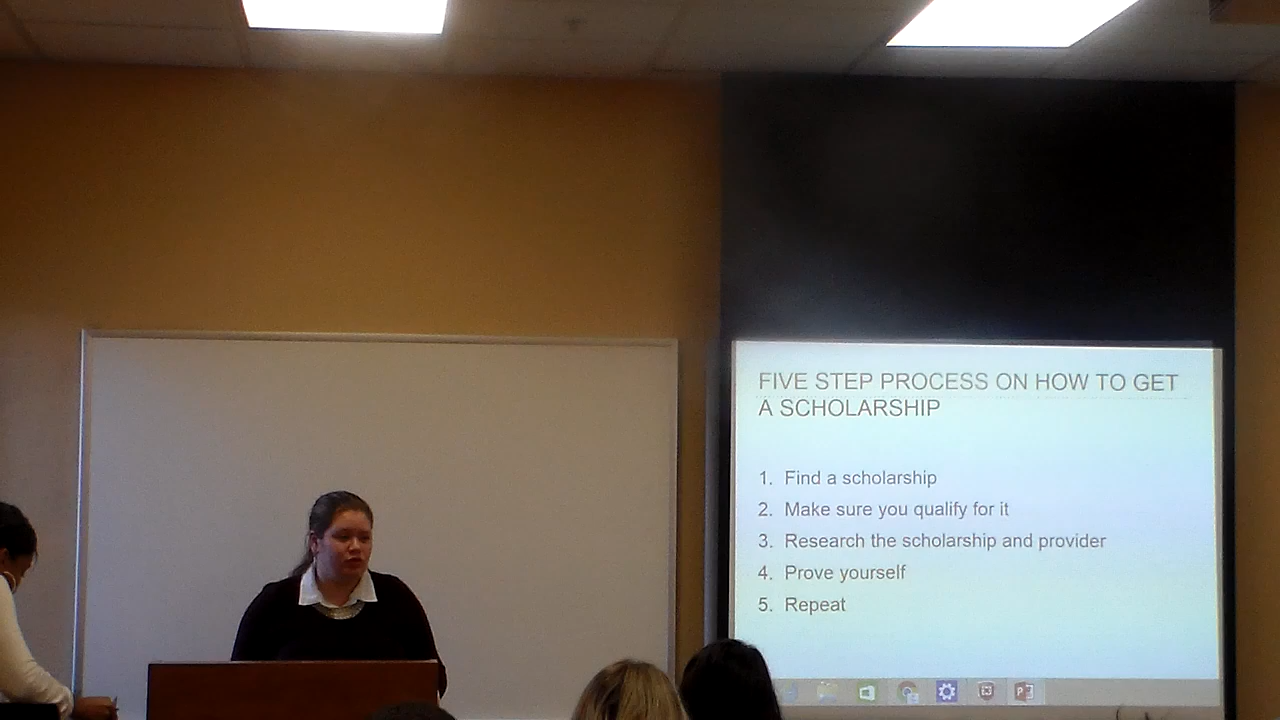 FIVE STEP PROCESS ON HOW TO GET
A SCHOLARSHIP
1. Find a scholarship
2. Make sure you qualify for it
3. Research the scholarship and provider
4. Prove yourself
5. Repeat